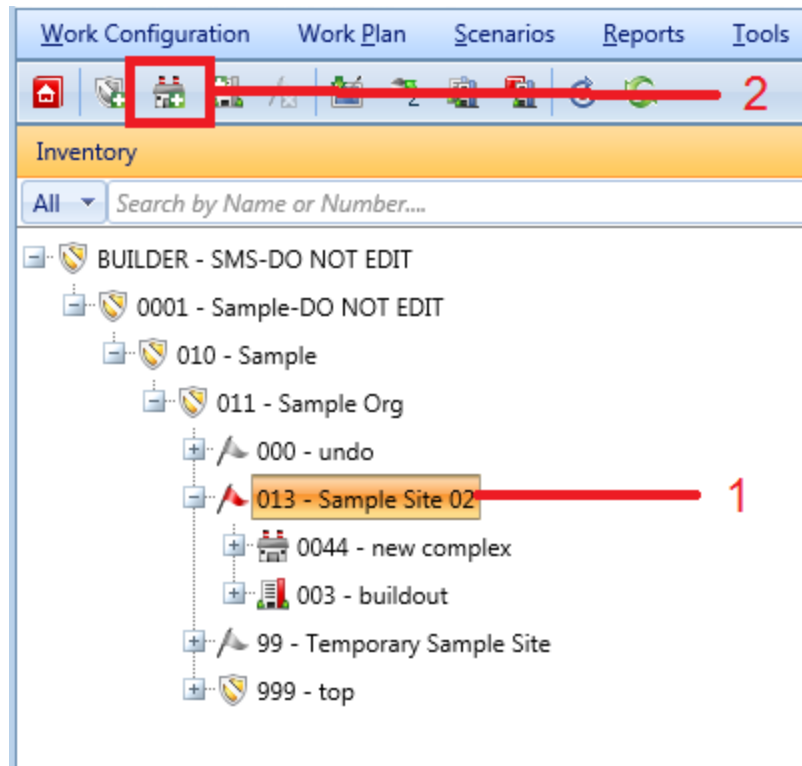 Work Configuration Work Plan Scenarios Reports Tools
2
Inventory
All Search by Name or Number....
BUILDER - SMS-DO NOT EDIT
0001 - Sample-DO NOT EDIT
010 - Sample
011 - Sample Org
000 - undo
013 - Sample Site 02 1
0044 - new complex
003 - buildout
99 - Temporary Sample Site
999 - top